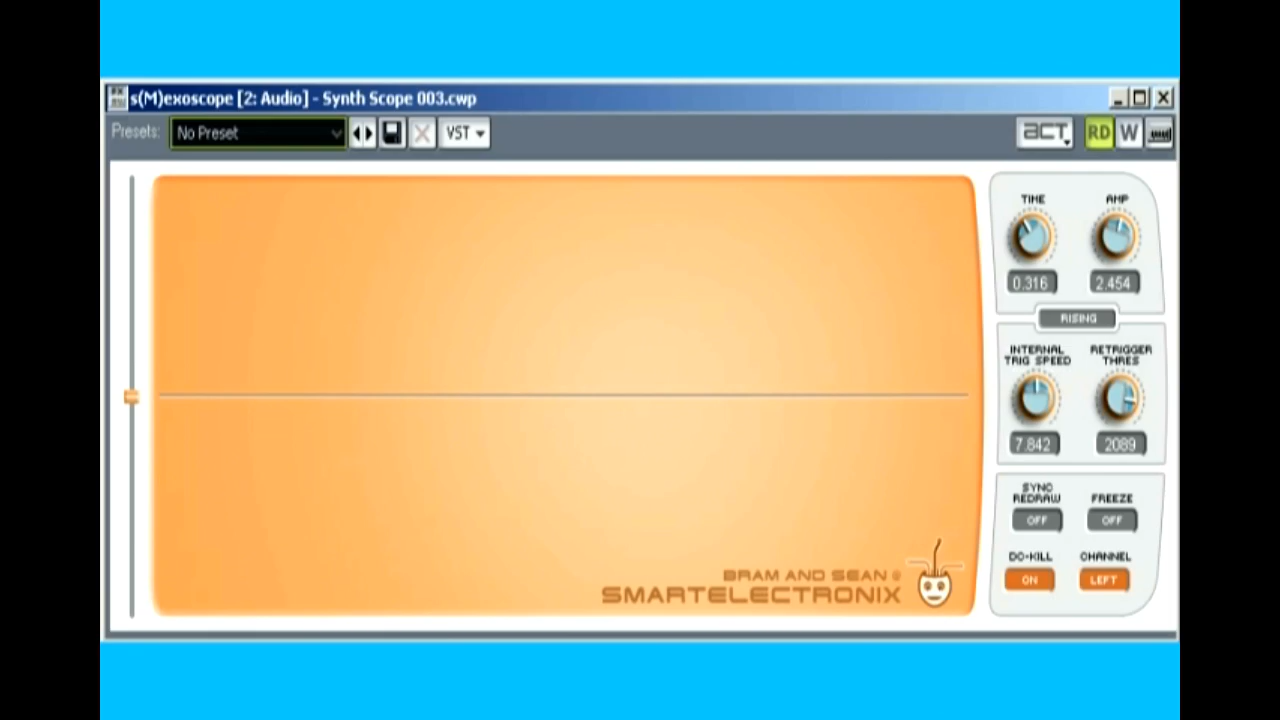 s(M)exoscope [2: Audio] - Synth Scope 003.cwp
Presets: No Preset VST ACT RD W
TIME AMP
0.316 2.454
RISING
INTERNAL TRIG SPEED RETRIGGER THRES
7.842 2089
SYNC REDRAW FREEZE
OFF OFF
DC-KILL CHANNEL
ON LEFT
BRAM AND SEAN @
SMARTELECTRONIX